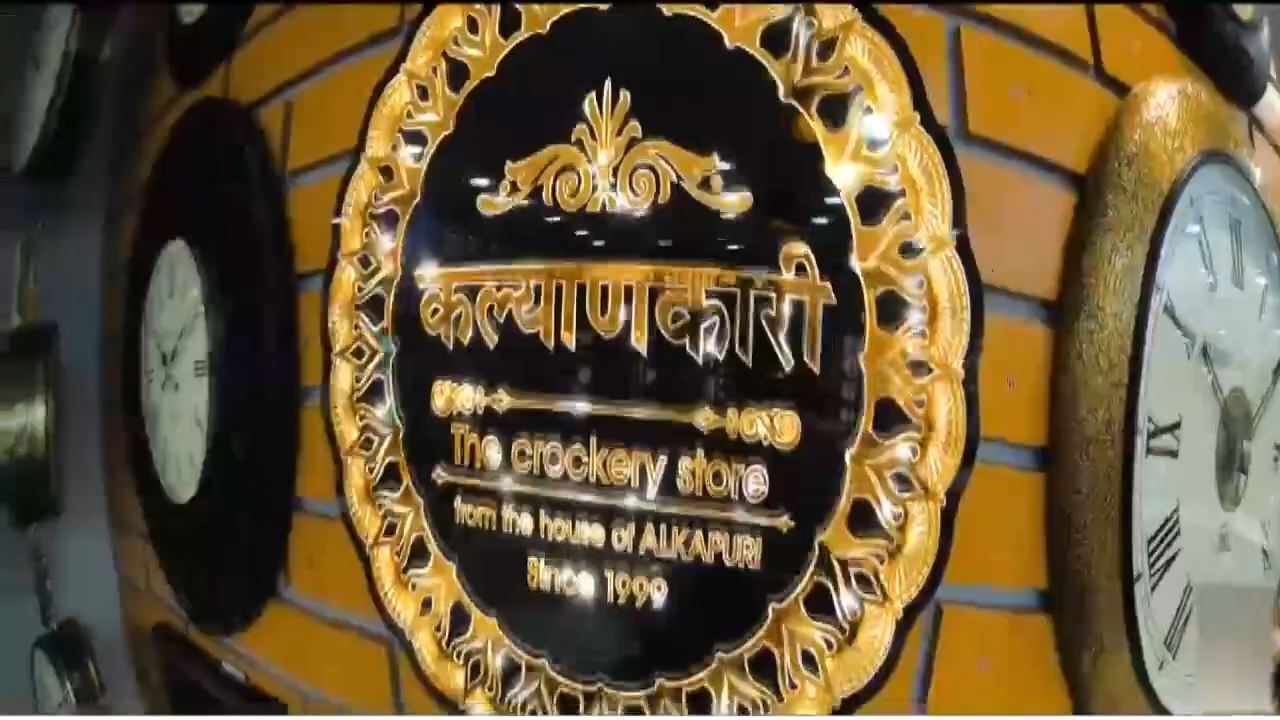 कल्याणकारी
The crockery store
from the house of ALKAPURI
Since 1999